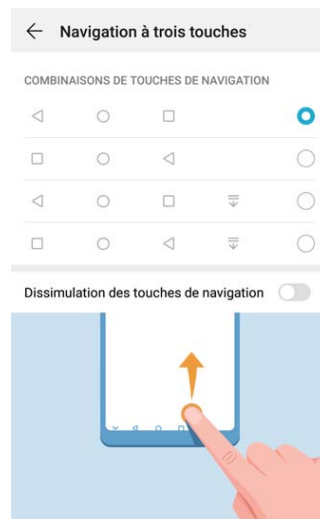 Navigation à trois touches
COMBINAISONS DE TOUCHES DE NAVIGATION
Dissimulation des touches de navigation